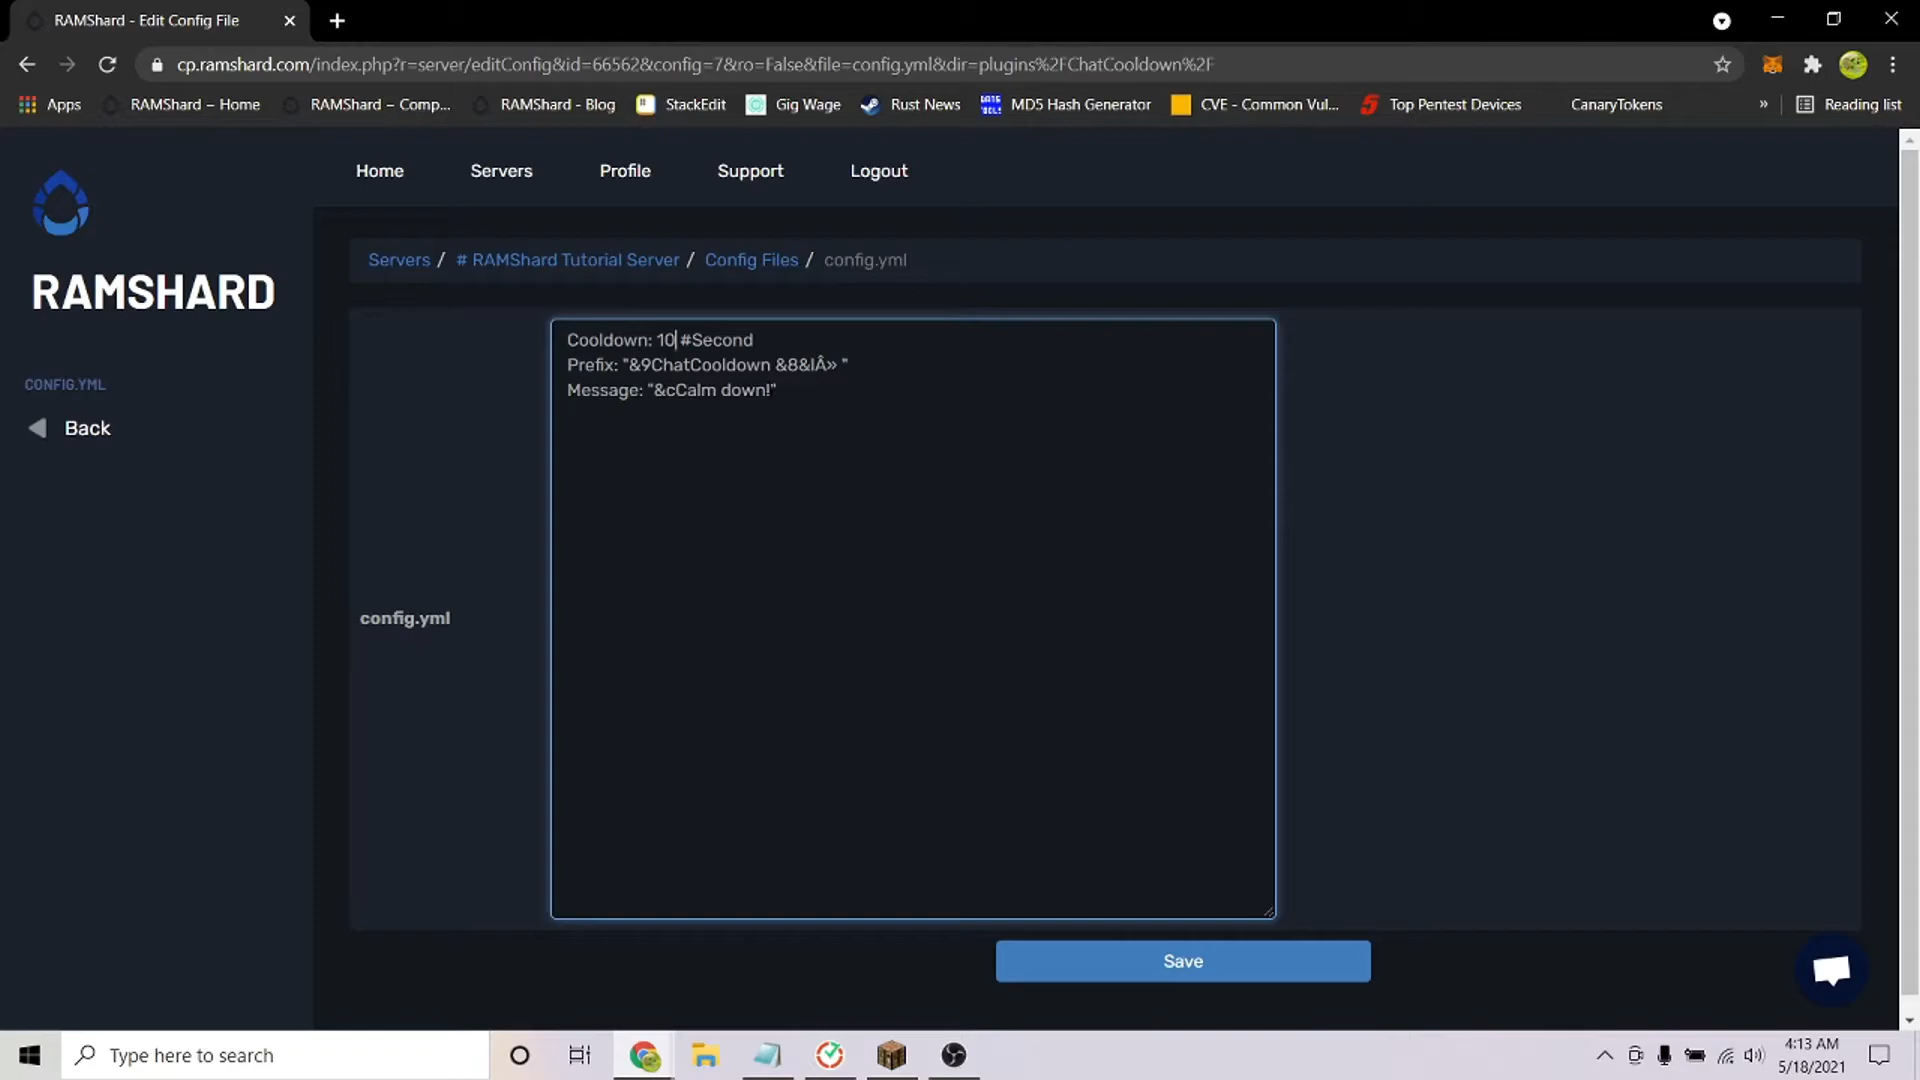 RAMShard - Edit Config File
cp.ramshard.com/index.php?r=server/editConfig&id=66562&config=7&ro=False&file=config.yml&dir=plugins%2FChatCooldown%2F
Apps RAMShard – Home RAMShard – Comp... RAMShard - Blog StackEdit Gig Wage Rust News MD5 Hash Generator CVE - Common Vul... Top Pentest Devices CanaryTokens » Reading list
Home Servers Profile Support Logout
RAMSHARD
Servers / # RAMShard Tutorial Server / Config Files / config.yml
CONFIG.YML
Back
config.yml
Cooldown: 10 #Second
Prefix: "&9ChatCooldown &8&lÂ» "
Message: "&cCalm down!"
Save
Type here to search
4:13 AM
5/18/2021